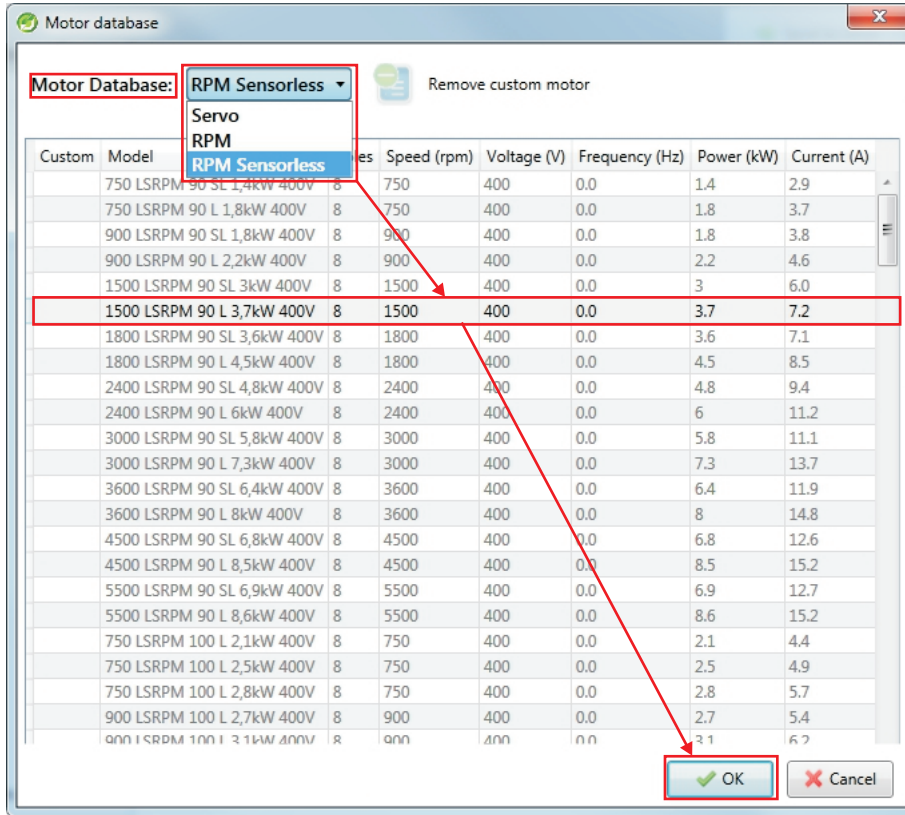 Motor database
Motor Database: RPM Sensorless Remove custom motor
Servo
RPM
RPM Sensorless
Custom Model es Speed (rpm) Voltage (V) Frequency (Hz) Power (kW) Current (A)
750 LSRPM 90 SL 1,4kW 400V 8 750 400 0.0 1.4 2.9
750 LSRPM 90 L 1,8kW 400V 8 750 400 0.0 1.8 3.7
900 LSRPM 90 SL 1,8kW 400V 8 900 400 0.0 1.8 3.8
900 LSRPM 90 L 2,2kW 400V 8 900 400 0.0 2.2 4.6
1500 LSRPM 90 SL 3kW 400V 8 1500 400 0.0 3 6.0
1500 LSRPM 90 L 3,7kW 400V 8 1500 400 0.0 3.7 7.2
1800 LSRPM 90 SL 3,6kW 400V 8 1800 400 0.0 3.6 7.1
1800 LSRPM 90 L 4,5kW 400V 8 1800 400 0.0 4.5 8.5
2400 LSRPM 90 SL 4,8kW 400V 8 2400 400 0.0 4.8 9.4
2400 LSRPM 90 L 6kW 400V 8 2400 400 0.0 6 11.2
3000 LSRPM 90 SL 5,8kW 400V 8 3000 400 0.0 5.8 11.1
3000 LSRPM 90 L 7,3kW 400V 8 3000 400 0.0 7.3 13.7
3600 LSRPM 90 SL 6,4kW 400V 8 3600 400 0.0 6.4 11.9
3600 LSRPM 90 L 8kW 400V 8 3600 400 0.0 8 14.8
4500 LSRPM 90 SL 6,8kW 400V 8 4500 400 0.0 6.8 12.6
4500 LSRPM 90 L 8,5kW 400V 8 4500 400 0.0 8.5 15.2
5500 LSRPM 90 SL 6,9kW 400V 8 5500 400 0.0 6.9 12.7
5500 LSRPM 90 L 8,6kW 400V 8 5500 400 0.0 8.6 15.2
750 LSRPM 100 L 2,1kW 400V 8 750 400 0.0 2.1 4.4
750 LSRPM 100 L 2,5kW 400V 8 750 400 0.0 2.5 4.9
750 LSRPM 100 L 2,8kW 400V 8 750 400 0.0 2.8 5.7
900 LSRPM 100 L 2,7kW 400V 8 900 400 0.0 2.7 5.4
900 LSRPM 100 L 3,1kW 400V 8 900 400 0.0 3.1 6.2
OK Cancel